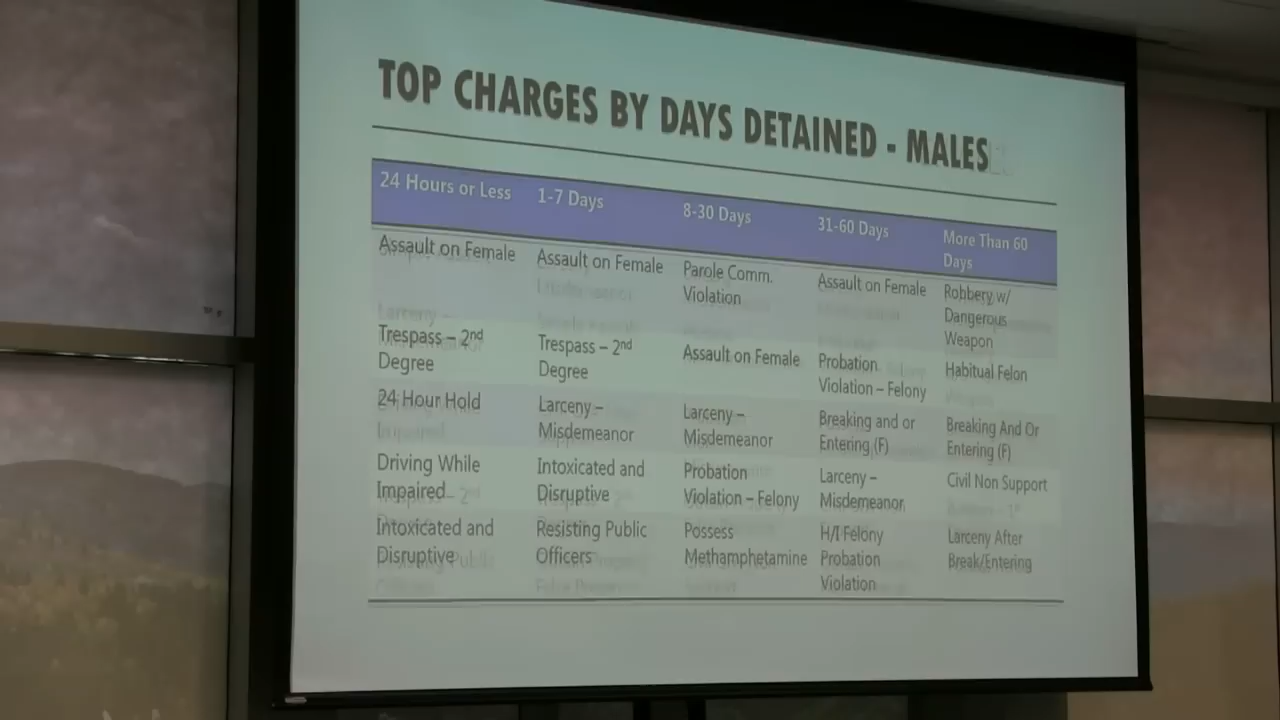 TOP CHARGES BY DAYS DETAINED - MALES
24 Hours or Less
1-7 Days
8-30 Days
31-60 Days
More Than 60
Days
Assault on Female
Assault on Female
Parole Comm.
Violation
Assault on Female
Robbery w/
Dangerous
Weapon
Trespass – 2nd
Degree
Trespass – 2nd
Degree
Assault on Female
Probation
Violation – Felony
Habitual Felon
24 Hour Hold
Larceny –
Misdemeanor
Larceny –
Misdemeanor
Breaking and or
Entering (F)
Breaking And Or
Entering (F)
Driving While
Impaired
Intoxicated and
Disruptive
Probation
Violation – Felony
Larceny –
Misdemeanor
Civil Non Support
Intoxicated and
Disruptive
Resisting Public
Officers
Possess
Methamphetamine
H/I Felony
Probation
Violation
Larceny After
Break/Entering